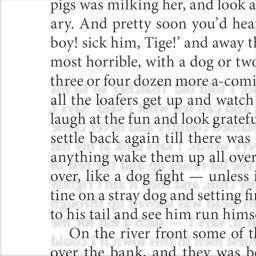 pigs was milking her, and look a
ary. And pretty soon you'd hea
boy! sick him, Tige!' and away t
most horrible, with a dog or two
three or four dozen more a-comi
all the loafers get up and watch
laugh at the fun and look gratefu
settle back again till there was
anything wake them up all over
over, like a dog fight — unless i
tine on a stray dog and setting fi
to his tail and see him run hims
On the river front some of t
over the bank, and they was b